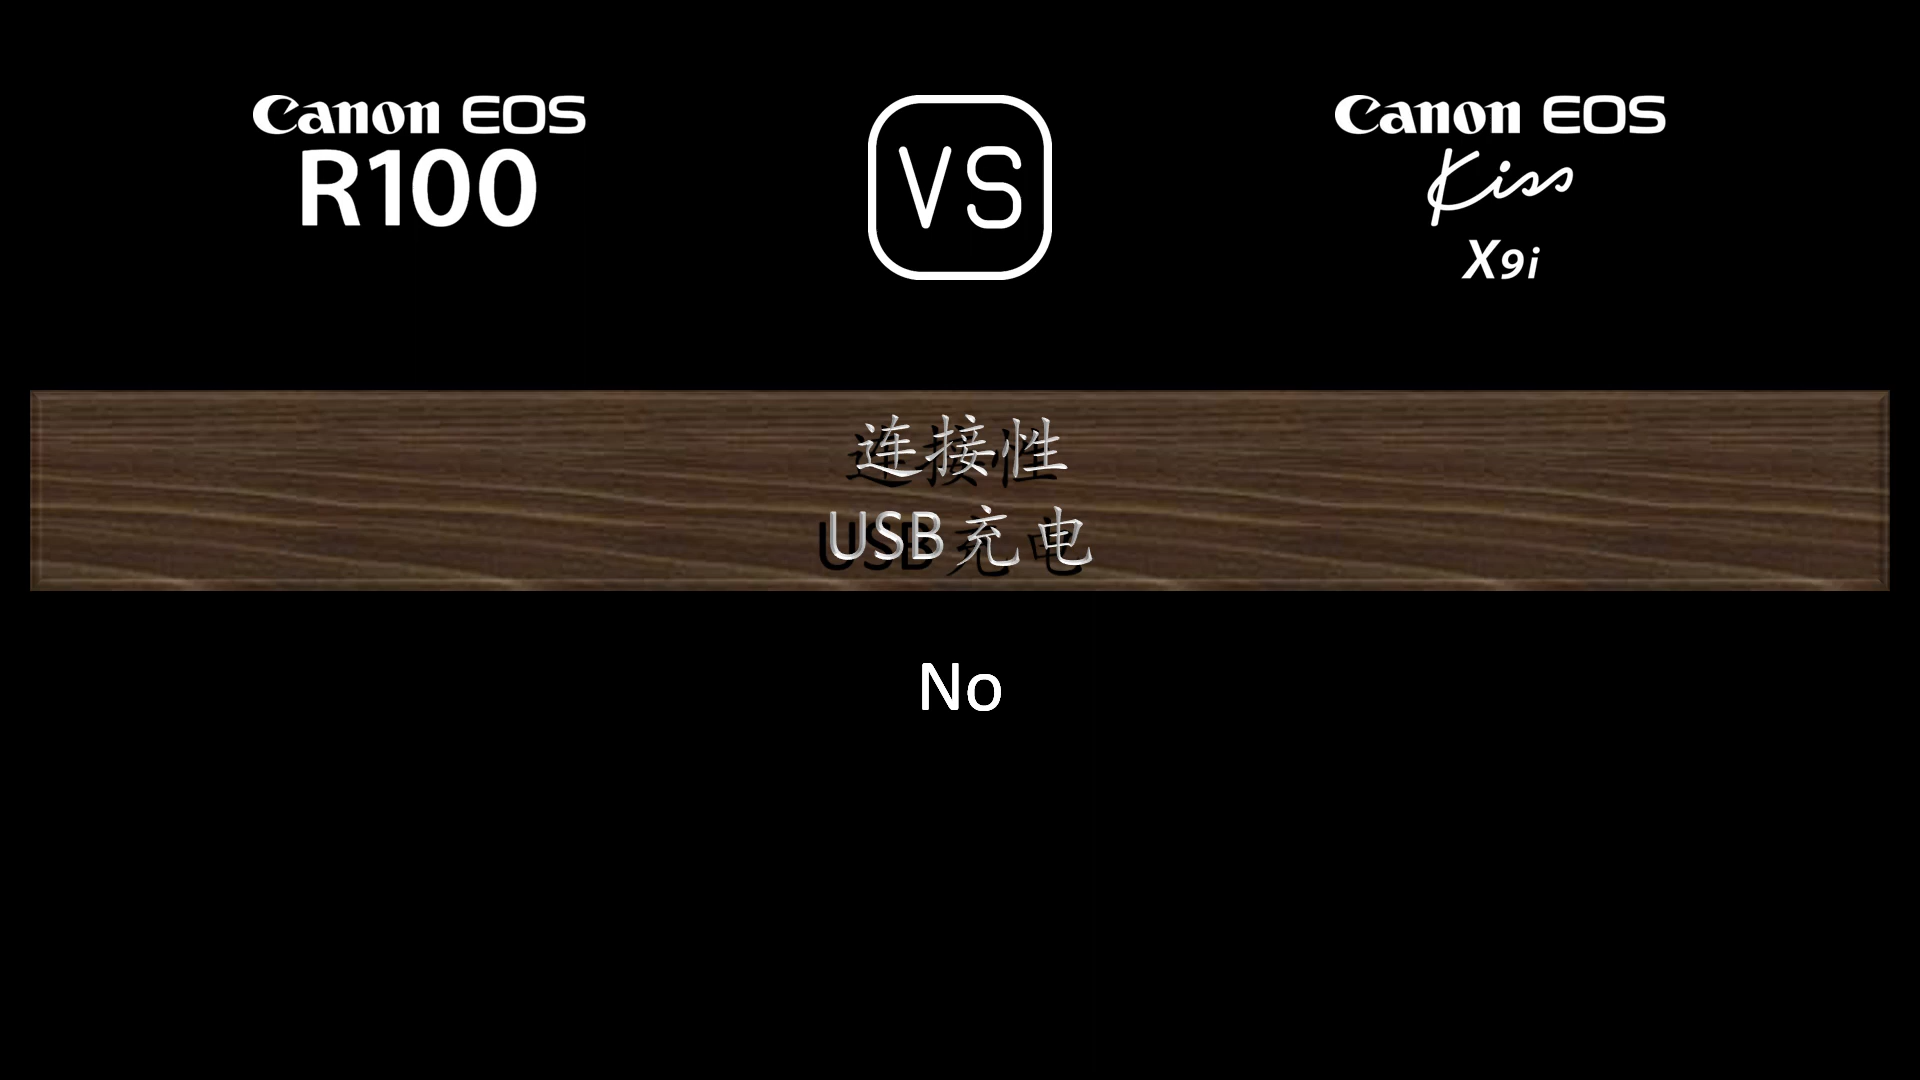 Canon EOS
R100
VS
Canon EOS
Kiss
X9i
连接性
USB 充电
No